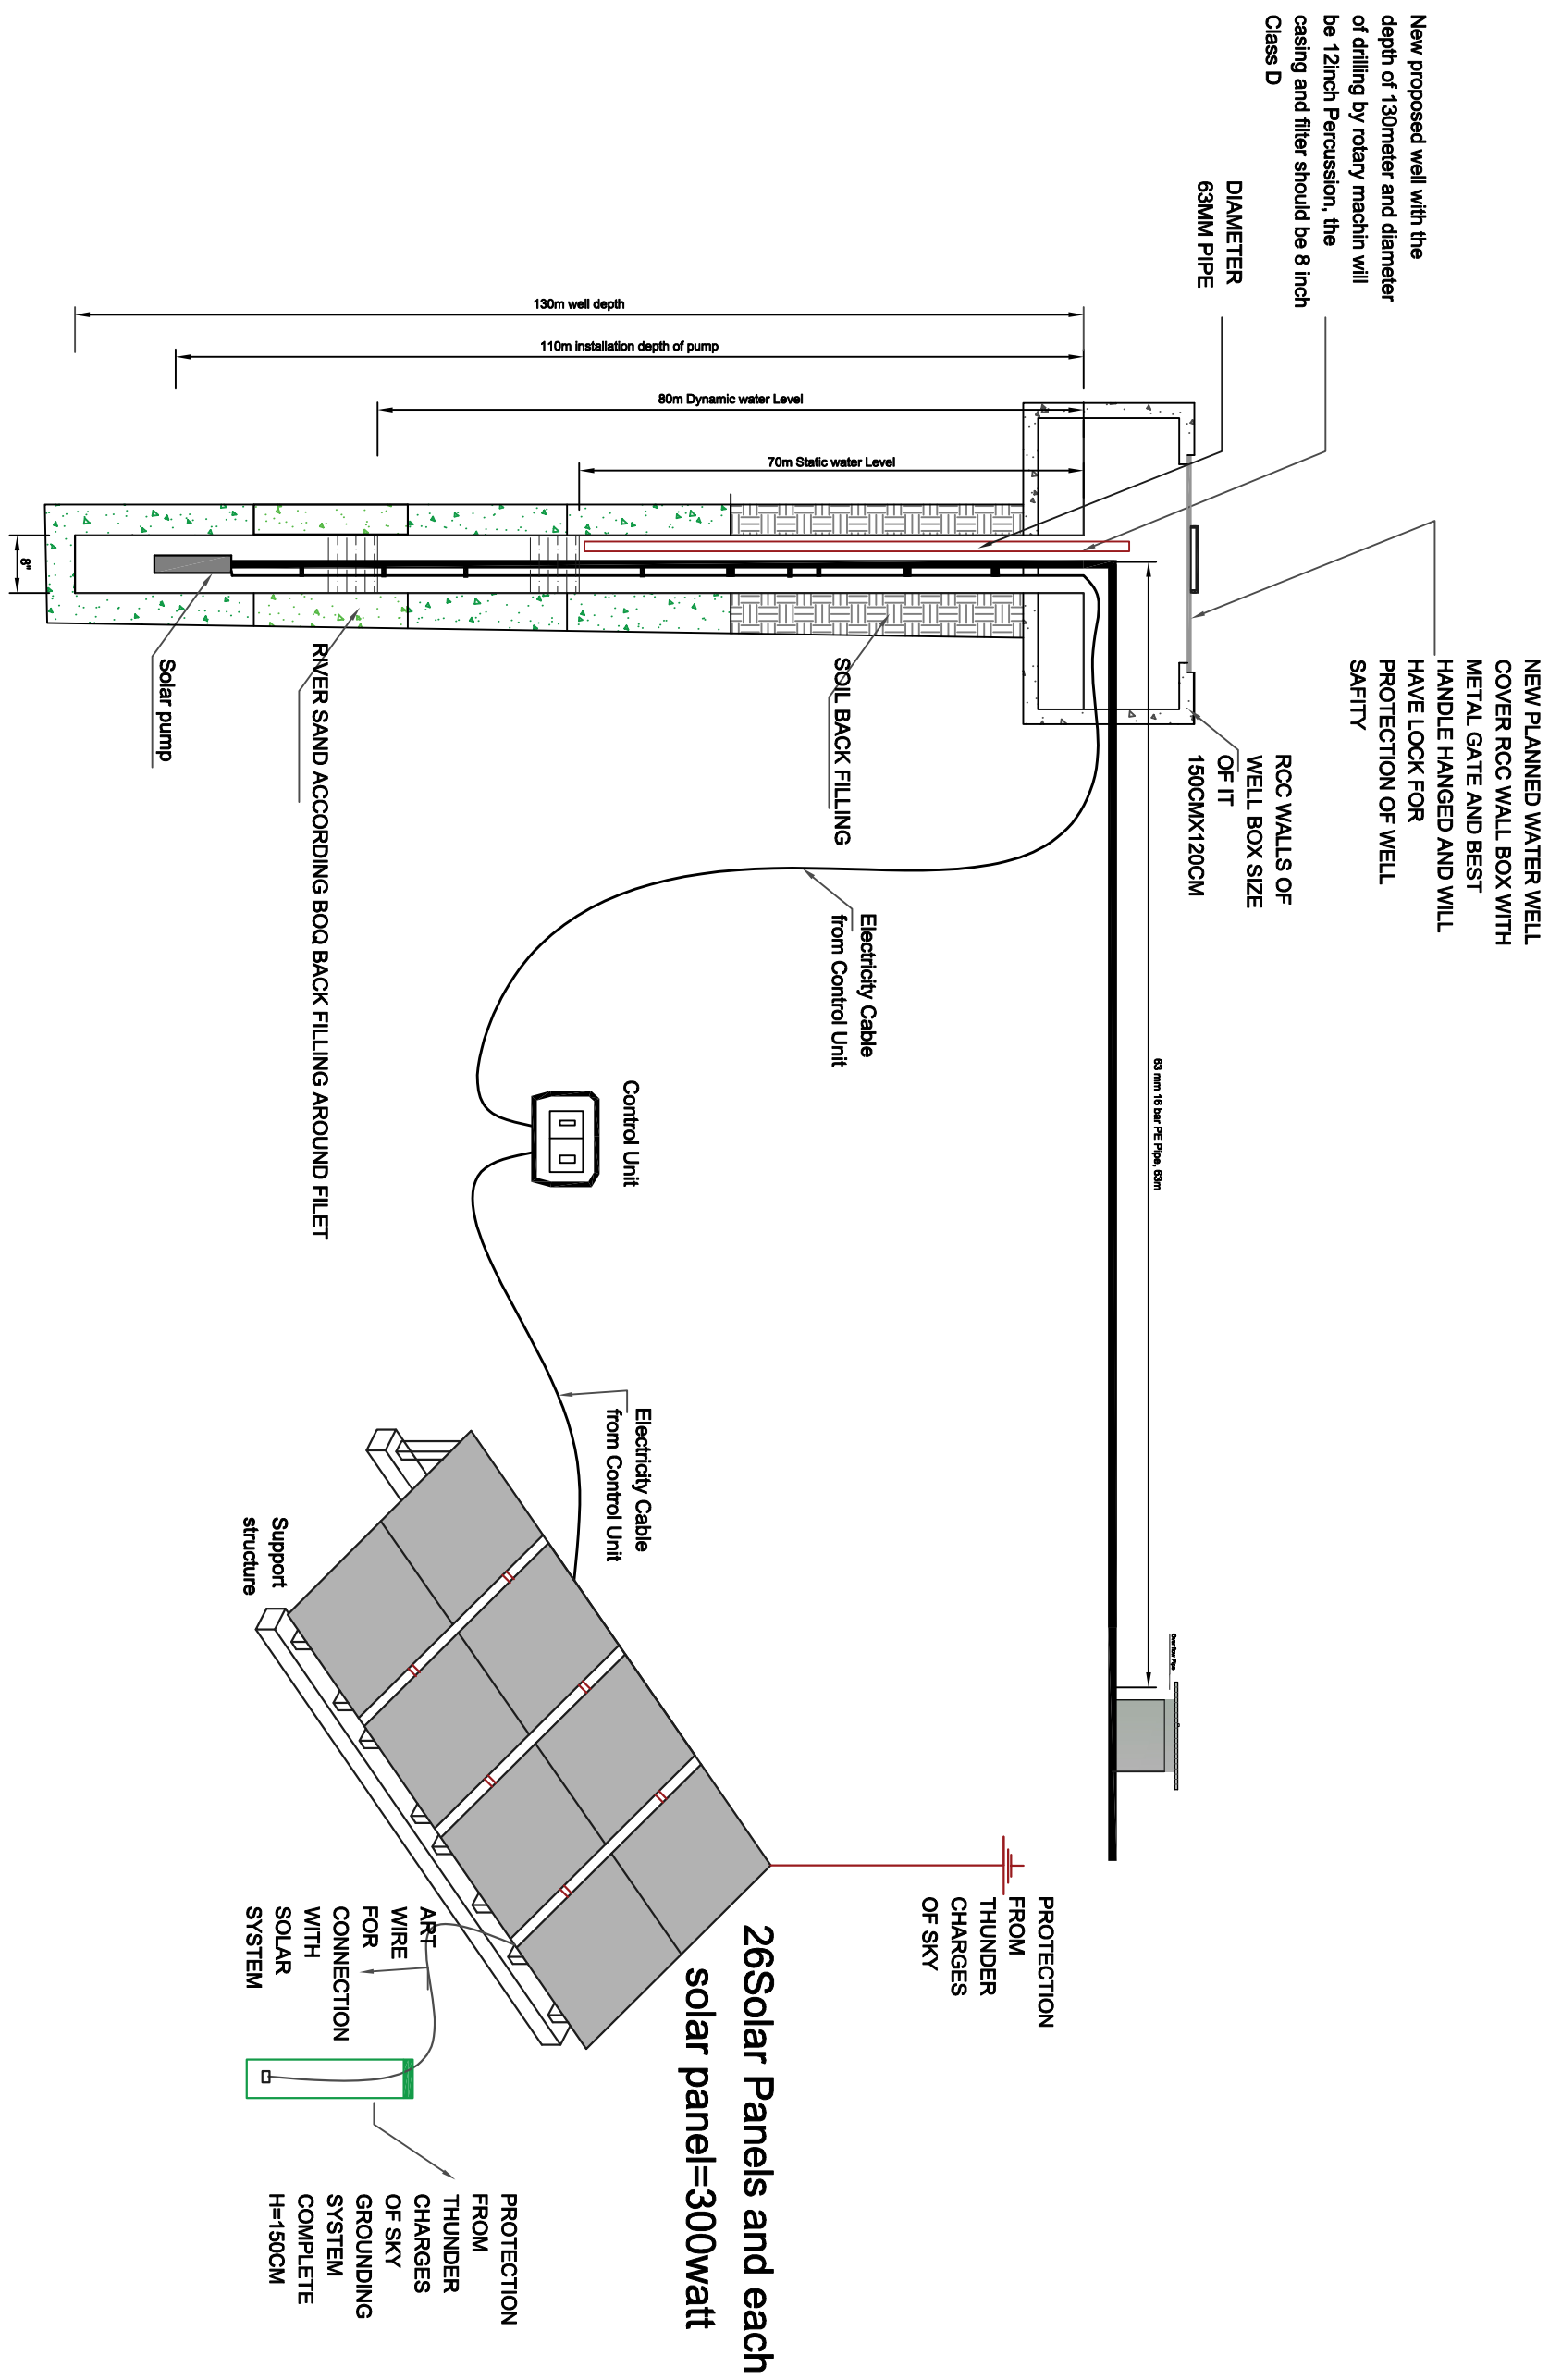 New proposed well with the
depth of 130meter and diameter
of drilling by rotary machin will
be 12inch Percussion, the
casing and filter should be 8 inch
Class D
DIAMETER
63MM PIPE
130m well depth
110m installation depth of pump
80m Dynamic water Level
70m Static water Level
8"
NEW PLANNED WATER WELL
COVER RCC WALL BOX WITH
METAL GATE AND BEST
HANDLE HANGED AND WILL
HAVE LOCK FOR
PROTECTION OF WELL
SAFITY
RCC WALLS OF
WELL BOX SIZE
OF IT
150CMX120CM
SOIL BACK FILLING
RIVER SAND ACCORDING BOQ BACK FILLING AROUND FILET
Solar pump
Electricity Cable
from Control Unit
63 mm 16 bar PE Pipe, 63m
Control Unit
Electricity Cable
from Control Unit
Support
structure
Over flow Pipe
PROTECTION
FROM
THUNDER
CHARGES
OF SKY
26Solar Panels and each
solar panel=300watt
ART
WIRE
FOR
CONNECTION
WITH
SOLAR
SYSTEM
PROTECTION
FROM
THUNDER
CHARGES
OF SKY
GROUNDING
SYSTEM
COMPLETE
H=150CM